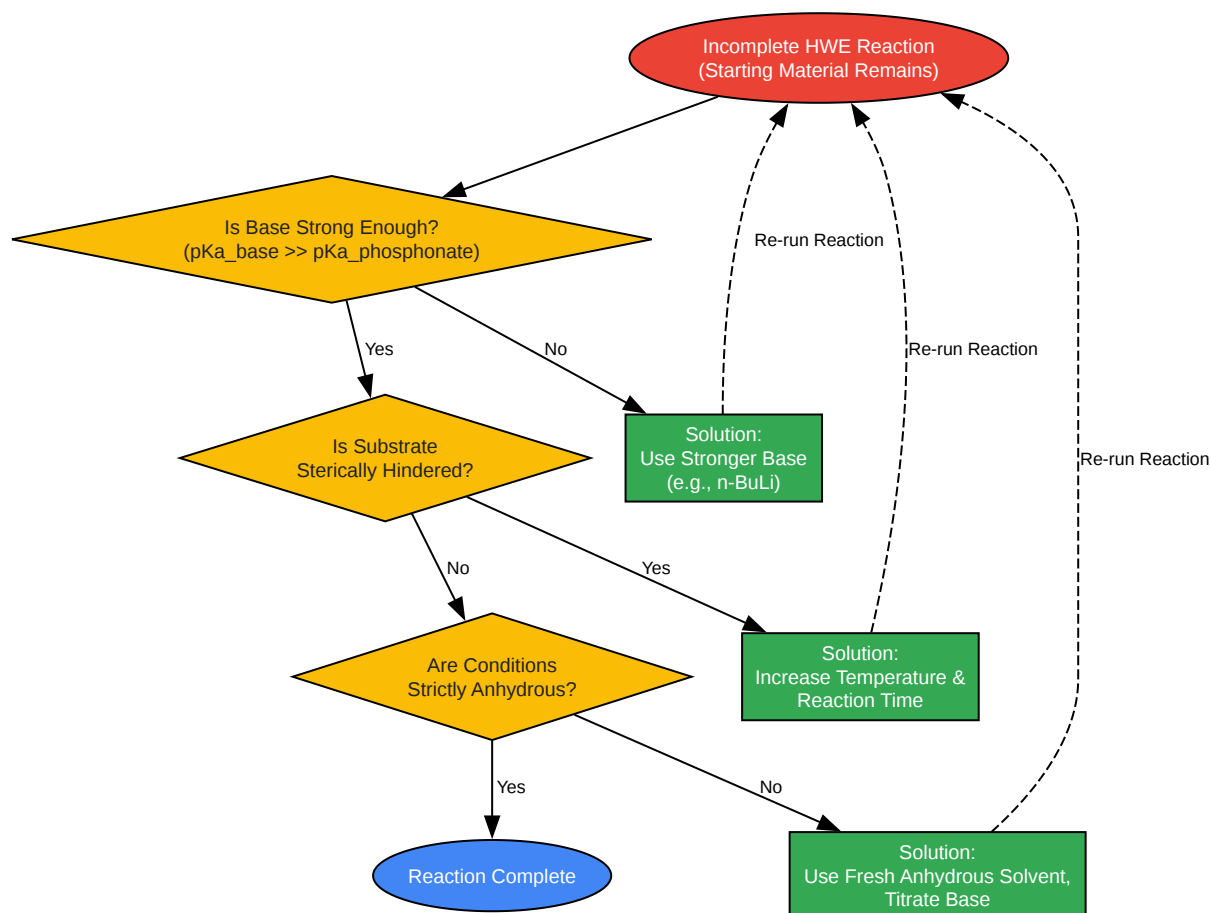 Incomplete HWE Reaction
(Starting Material Remains)
Is Base Strong Enough?
(pKa_base >> pKa_phosphonate)
Re-run Reaction
Yes
No
Re-run Reaction
Solution:
Use Stronger Base
(e.g., n-BuLi)
Is Substrate
Sterically Hindered?
Re-run Reaction
No
Yes
Solution:
Increase Temperature &
Reaction Time
Are Conditions
Strictly Anhydrous?
Yes
No
Reaction Complete
Solution:
Use Fresh Anhydrous Solvent,
Titrate Base